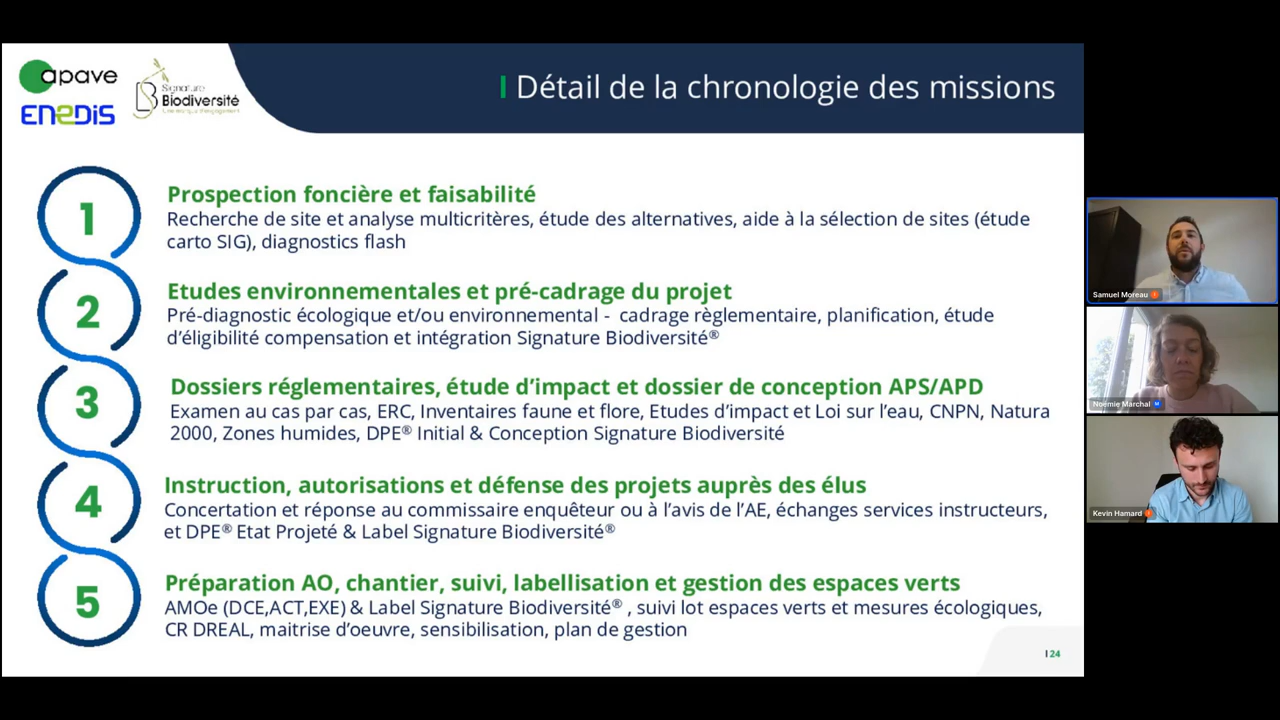 apave
ENEDIS
Signature
Biodiversité
Détail de la chronologie des missions
1
Prospection foncière et faisabilité
Recherche de site et analyse multicritères, étude des alternatives, aide à la sélection de sites (étude
carto SIG), diagnostics flash
2
Etudes environnementales et pré-cadrage du projet
Pré-diagnostic écologique et/ou environnemental - cadrage règlementaire, planification, étude
d’éligibilité compensation et intégration Signature Biodiversité®
3
Dossiers réglementaires, étude d’impact et dossier de conception APS/APD
Examen au cas par cas, ERC, Inventaires faune et flore, Etudes d’impact et Loi sur l’eau, CNPN, Natura
2000, Zones humides, DPE® Initial & Conception Signature Biodiversité
4
Instruction, autorisations et défense des projets auprès des élus
Concertation et réponse au commissaire enquêteur ou à l’avis de l’AE, échanges services instructeurs,
et DPE® Etat Projeté & Label Signature Biodiversité®
5
Préparation AO, chantier, suivi, labellisation et gestion des espaces verts
AMOe (DCE,ACT,EXE) & Label Signature Biodiversité® , suivi lot espaces verts et mesures écologiques,
CR DREAL, maitrise d’oeuvre, sensibilisation, plan de gestion
24
Samuel Moreau
Noémie Marchal
Kevin Hamard